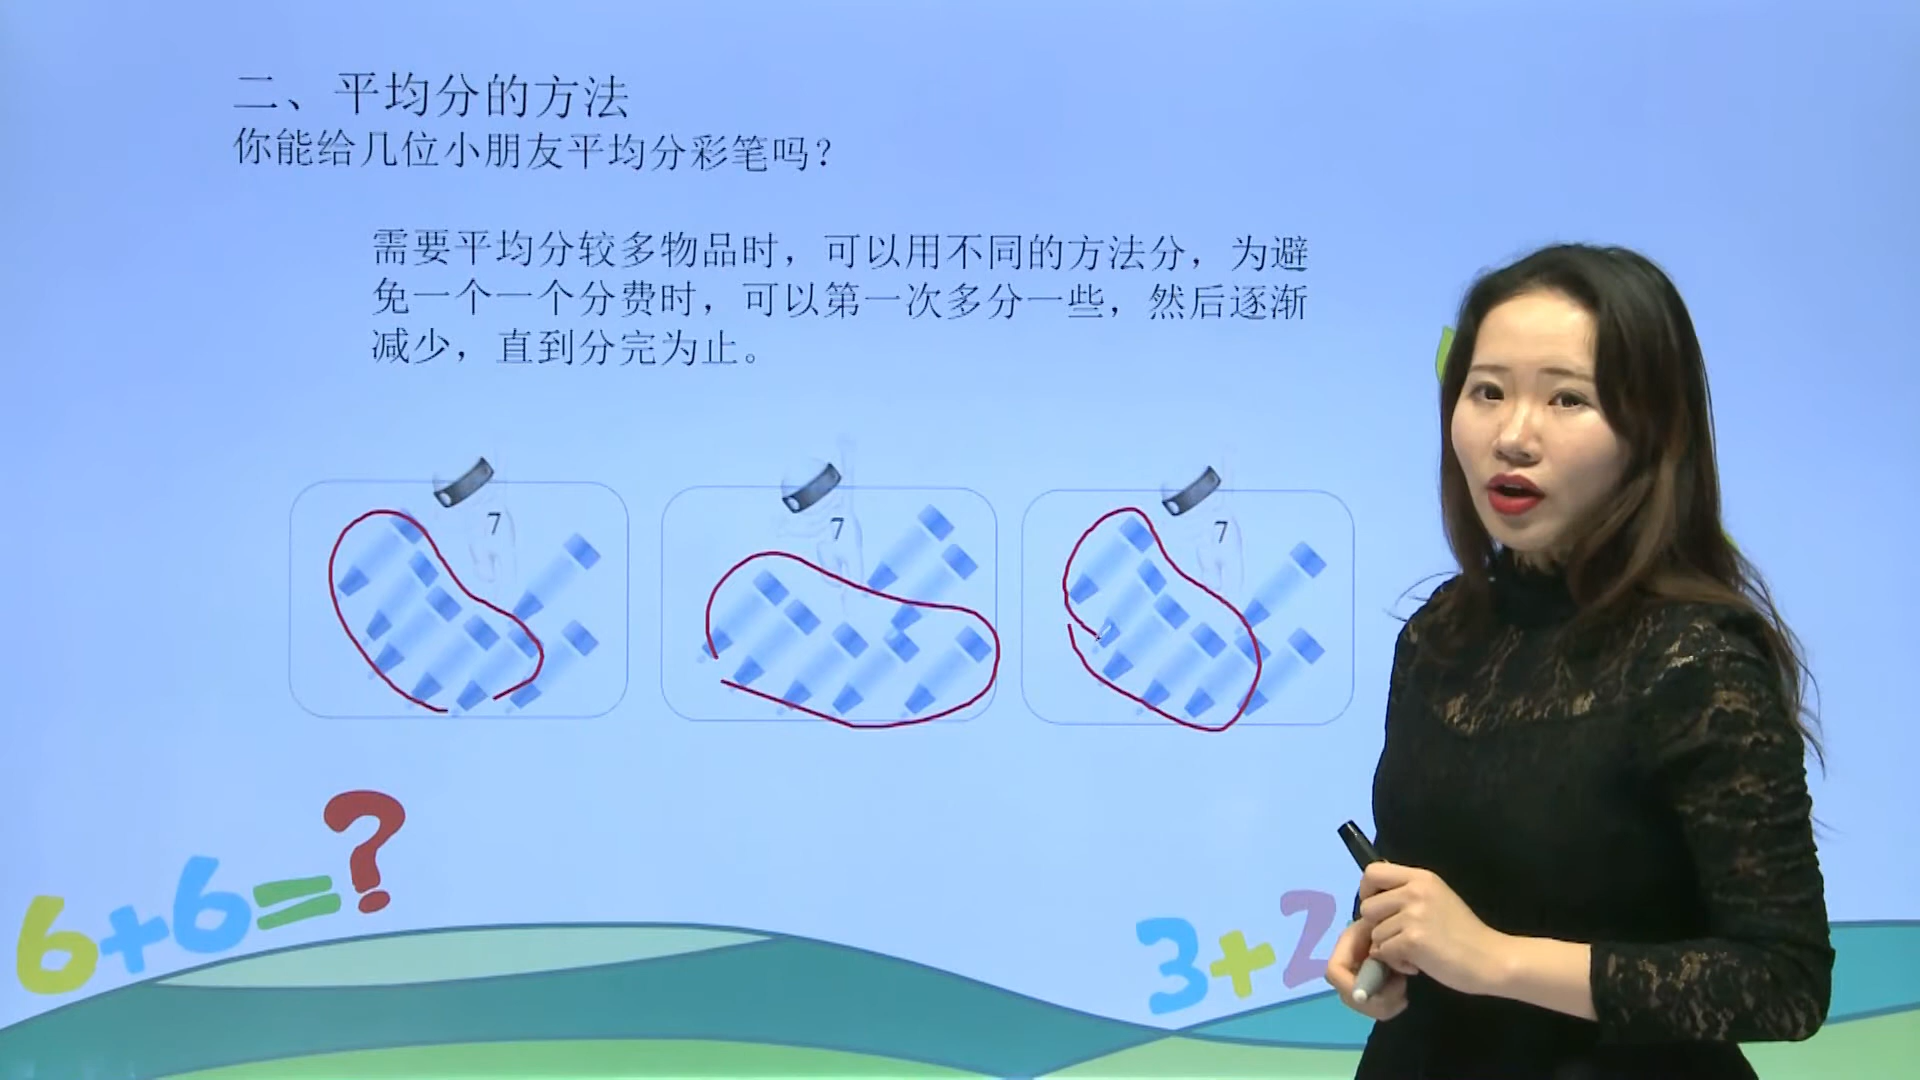 二、平均分的方法
你能给几位小朋友平均分彩笔吗？
需要平均分较多物品时，可以用不同的方法分，为避
免一个一个分费时，可以第一次多分一些，然后逐渐
减少，直到分完为止。
7
7
7
6+6=?
3+2